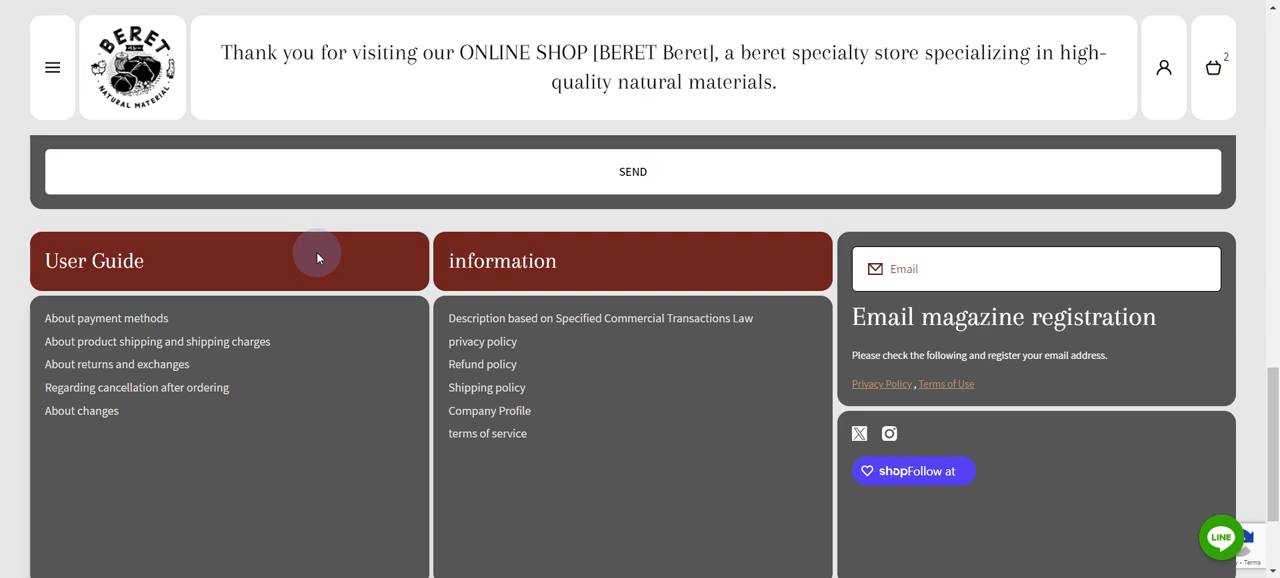 BERET
NATURAL MATERIAL
Thank you for visiting our ONLINE SHOP [BERET Beret], a beret specialty store specializing in high-
quality natural materials.
2
SEND
User Guide
About payment methods
About product shipping and shipping charges
About returns and exchanges
Regarding cancellation after ordering
About changes
information
Description based on Specified Commercial Transactions Law
privacy policy
Refund policy
Shipping policy
Company Profile
terms of service
Email
Email magazine registration
Please check the following and register your email address.
Privacy Policy , Terms of Use
shopFollow at
LINE
- Terms